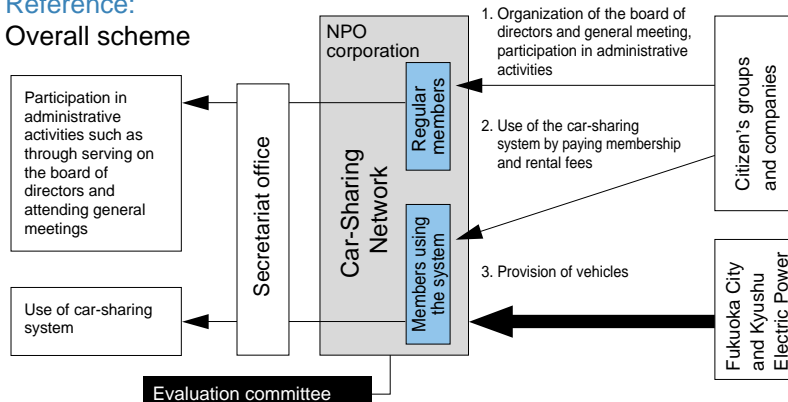 Reference:
Overall scheme
NPO
corporation
1. Organization of the board of
directors and general meeting,
participation in administrative
activities
Participation in
administrative
activities such as
through serving on
the board of
directors and
attending general
meetings
Secretariat office
Car-Sharing
Network
Regular
members
2. Use of the car-sharing
system by paying membership
and rental fees
Citizen's groups
and companies
Members using
the system
3. Provision of vehicles
Fukuoka City
and Kyushu
Electric Power
Use of car-sharing
system
Evaluation committee